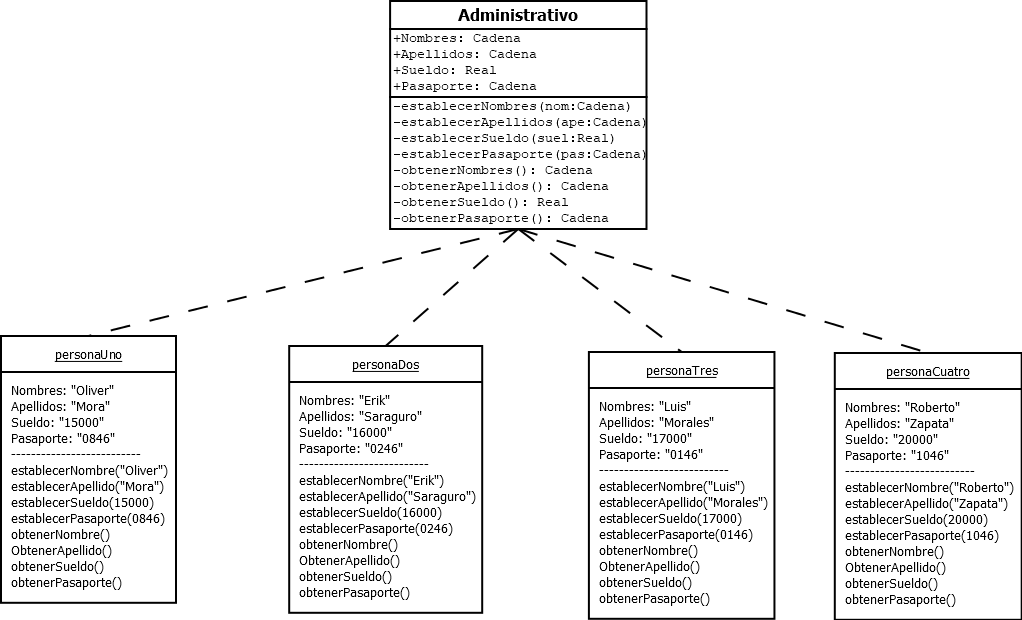 Administrativo
+Nombres: Cadena
+Apellidos: Cadena
+Sueldo: Real
+Pasaporte: Cadena
-establecerNombres(nom:Cadena)
-establecerApellidos(ape:Cadena)
-establecerSueldo(suel:Real)
-establecerPasaporte(pas:Cadena)
-obtenerNombres(): Cadena
-obtenerApellidos(): Cadena
-obtenerSueldo(): Real
-obtenerPasaporte(): Cadena
personaUno
Nombres: "Oliver"
Apellidos: "Mora"
Sueldo: "15000"
Pasaporte: "0846"
---------------------------
establecerNombre("Oliver")
establecerApellido("Mora")
establecerSueldo(15000)
establecerPasaporte(0846)
obtenerNombre()
ObtenerApellido()
obtenerSueldo()
obtenerPasaporte()
personaDos
Nombres: "Erik"
Apellidos: "Saraguro"
Sueldo: "16000"
Pasaporte: "0246"
---------------------------
establecerNombre("Erik")
establecerApellido("Saraguro")
establecerSueldo(16000)
establecerPasaporte(0246)
obtenerNombre()
ObtenerApellido()
obtenerSueldo()
obtenerPasaporte()
personaTres
Nombres: "Luis"
Apellidos: "Morales"
Sueldo: "17000"
Pasaporte: "0146"
---------------------------
establecerNombre("Luis")
establecerApellido("Morales")
establecerSueldo(17000)
establecerPasaporte(0146)
obtenerNombre()
ObtenerApellido()
obtenerSueldo()
obtenerPasaporte()
personaCuatro
Nombres: "Roberto"
Apellidos: "Zapata"
Sueldo: "20000"
Pasaporte: "1046"
---------------------------
establecerNombre("Roberto")
establecerApellido("Zapata")
establecerSueldo(20000)
establecerPasaporte(1046)
obtenerNombre()
ObtenerApellido()
obtenerSueldo()
obtenerPasaporte()